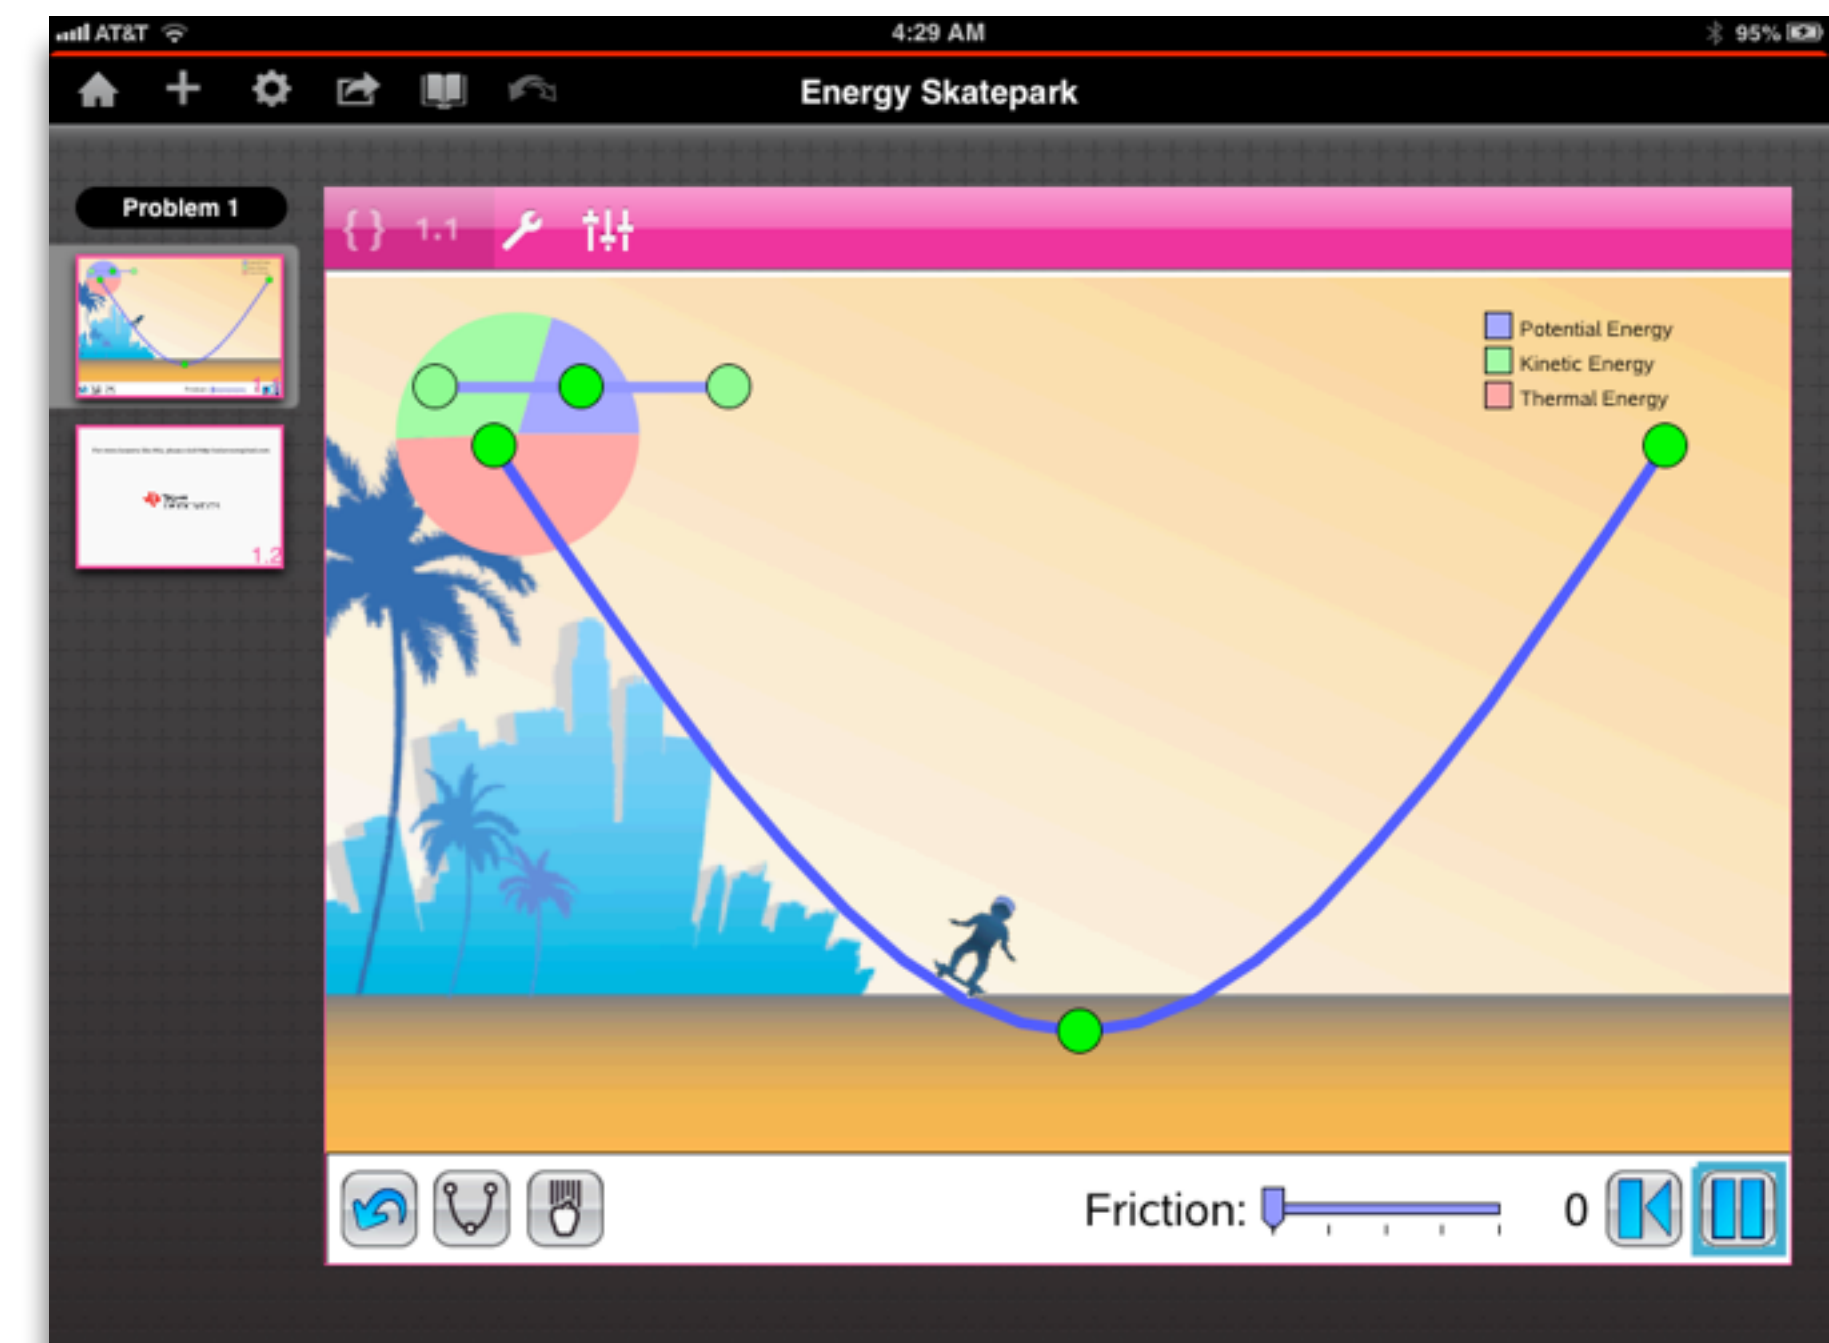 AT&T 4:29 AM 95%
Energy Skatepark
Problem 1
{ } 1.1
Potential Energy
Kinetic Energy
Thermal Energy
1.2
Friction: 0